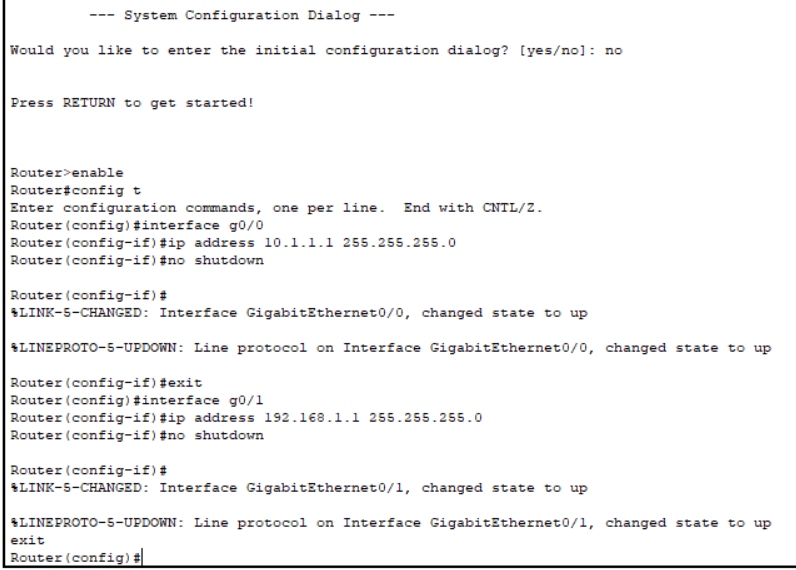 --- System Configuration Dialog ---
Would you like to enter the initial configuration dialog? [yes/no]: no
Press RETURN to get started!
Router>enable
Router#config t
Enter configuration commands, one per line.  End with CNTL/Z.
Router(config)#interface g0/0
Router(config-if)#ip address 10.1.1.1 255.255.255.0
Router(config-if)#no shutdown
Router(config-if)#
%LINK-5-CHANGED: Interface GigabitEthernet0/0, changed state to up
%LINEPROTO-5-UPDOWN: Line protocol on Interface GigabitEthernet0/0, changed state to up
Router(config-if)#exit
Router(config)#interface g0/1
Router(config-if)#ip address 192.168.1.1 255.255.255.0
Router(config-if)#no shutdown
Router(config-if)#
%LINK-5-CHANGED: Interface GigabitEthernet0/1, changed state to up
%LINEPROTO-5-UPDOWN: Line protocol on Interface GigabitEthernet0/1, changed state to up
exit
Router(config)#